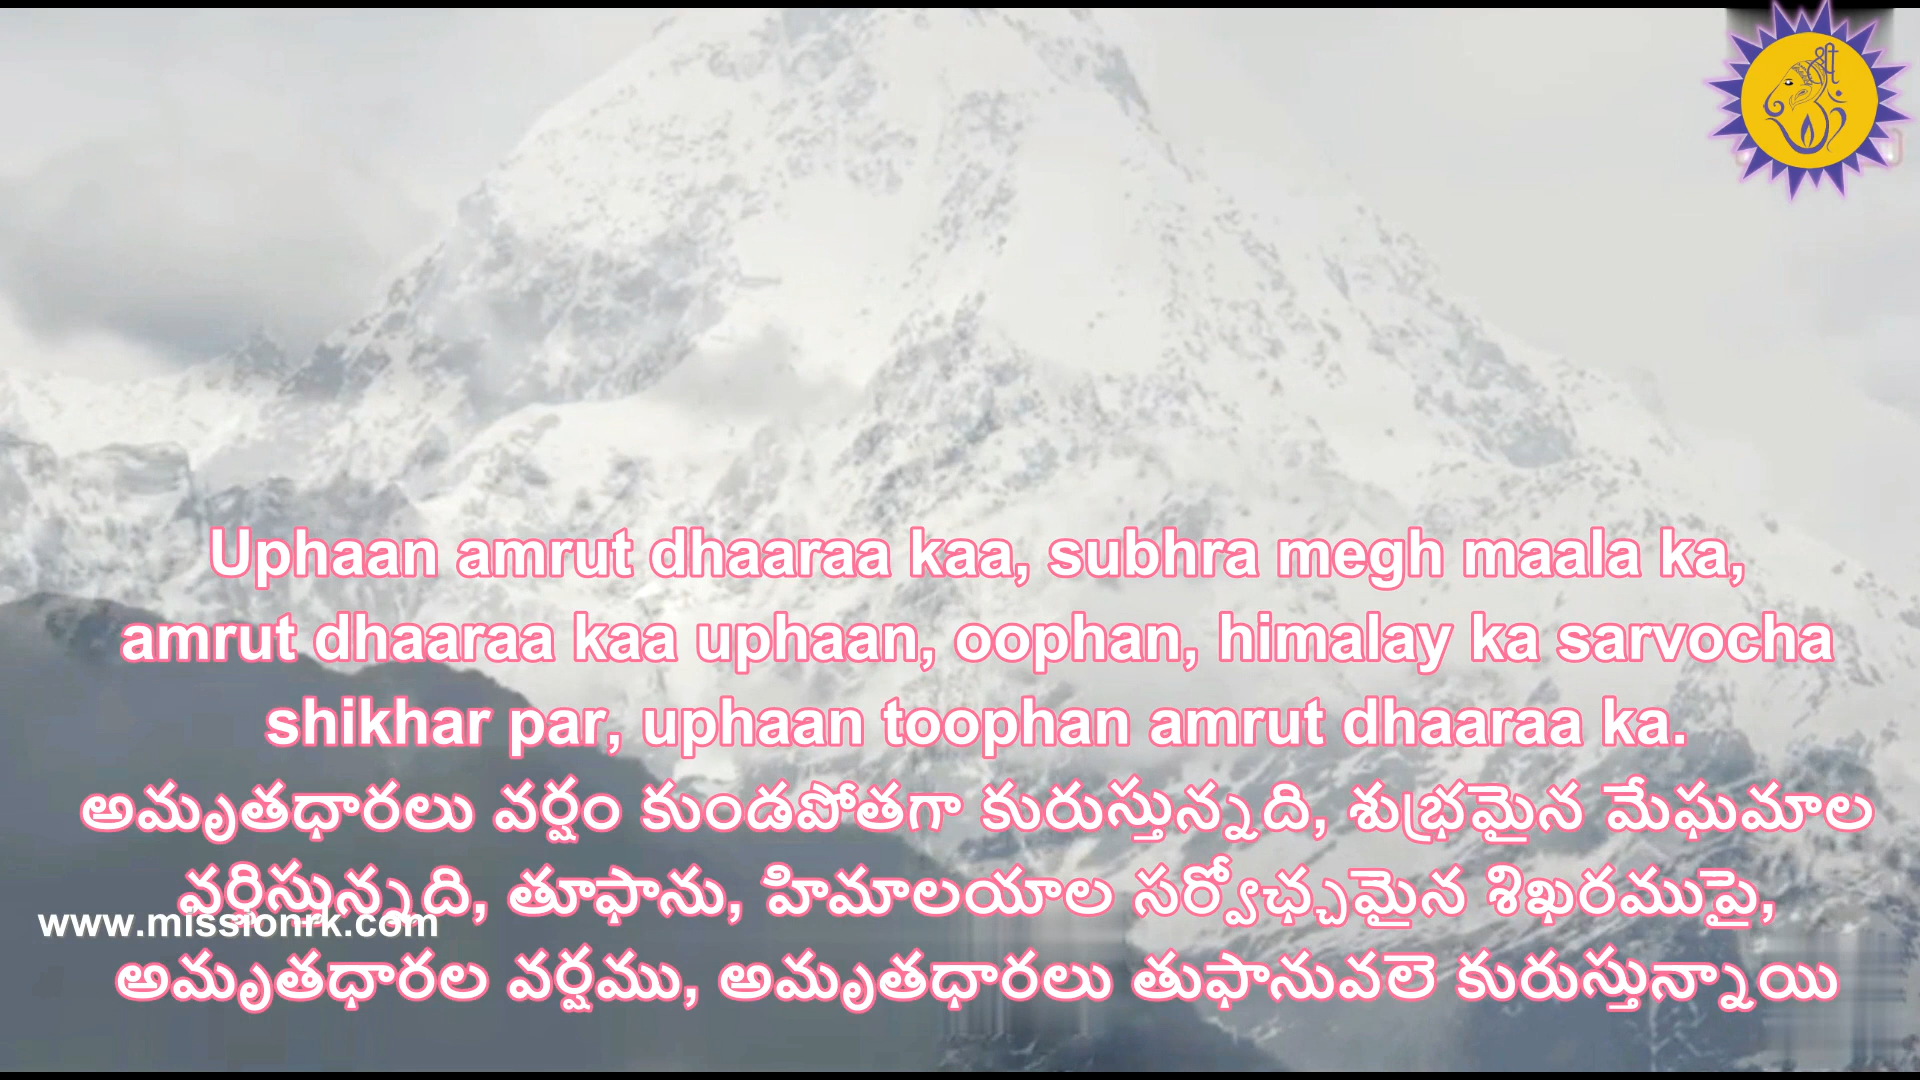 Uphaan amrut dhaaraa kaa, subhra megh maala ka,
amrut dhaaraa kaa uphaan, oophan, himalay ka sarvocha
shikhar par, uphaan toophan amrut dhaaraa ka.
అమృతధారలు వర్షం కుండపోతగా కురుస్తున్నది, శుభ్రమైన మేఘమాల
వర్షిస్తున్నది, తూఫాను, హిమాలయాల సర్వోఛ్చమైన శిఖరముపై,
www.missionrk.com
అమృతధారల వర్షము, అమృతధారలు తుఫానువలె కురుస్తున్నాయి